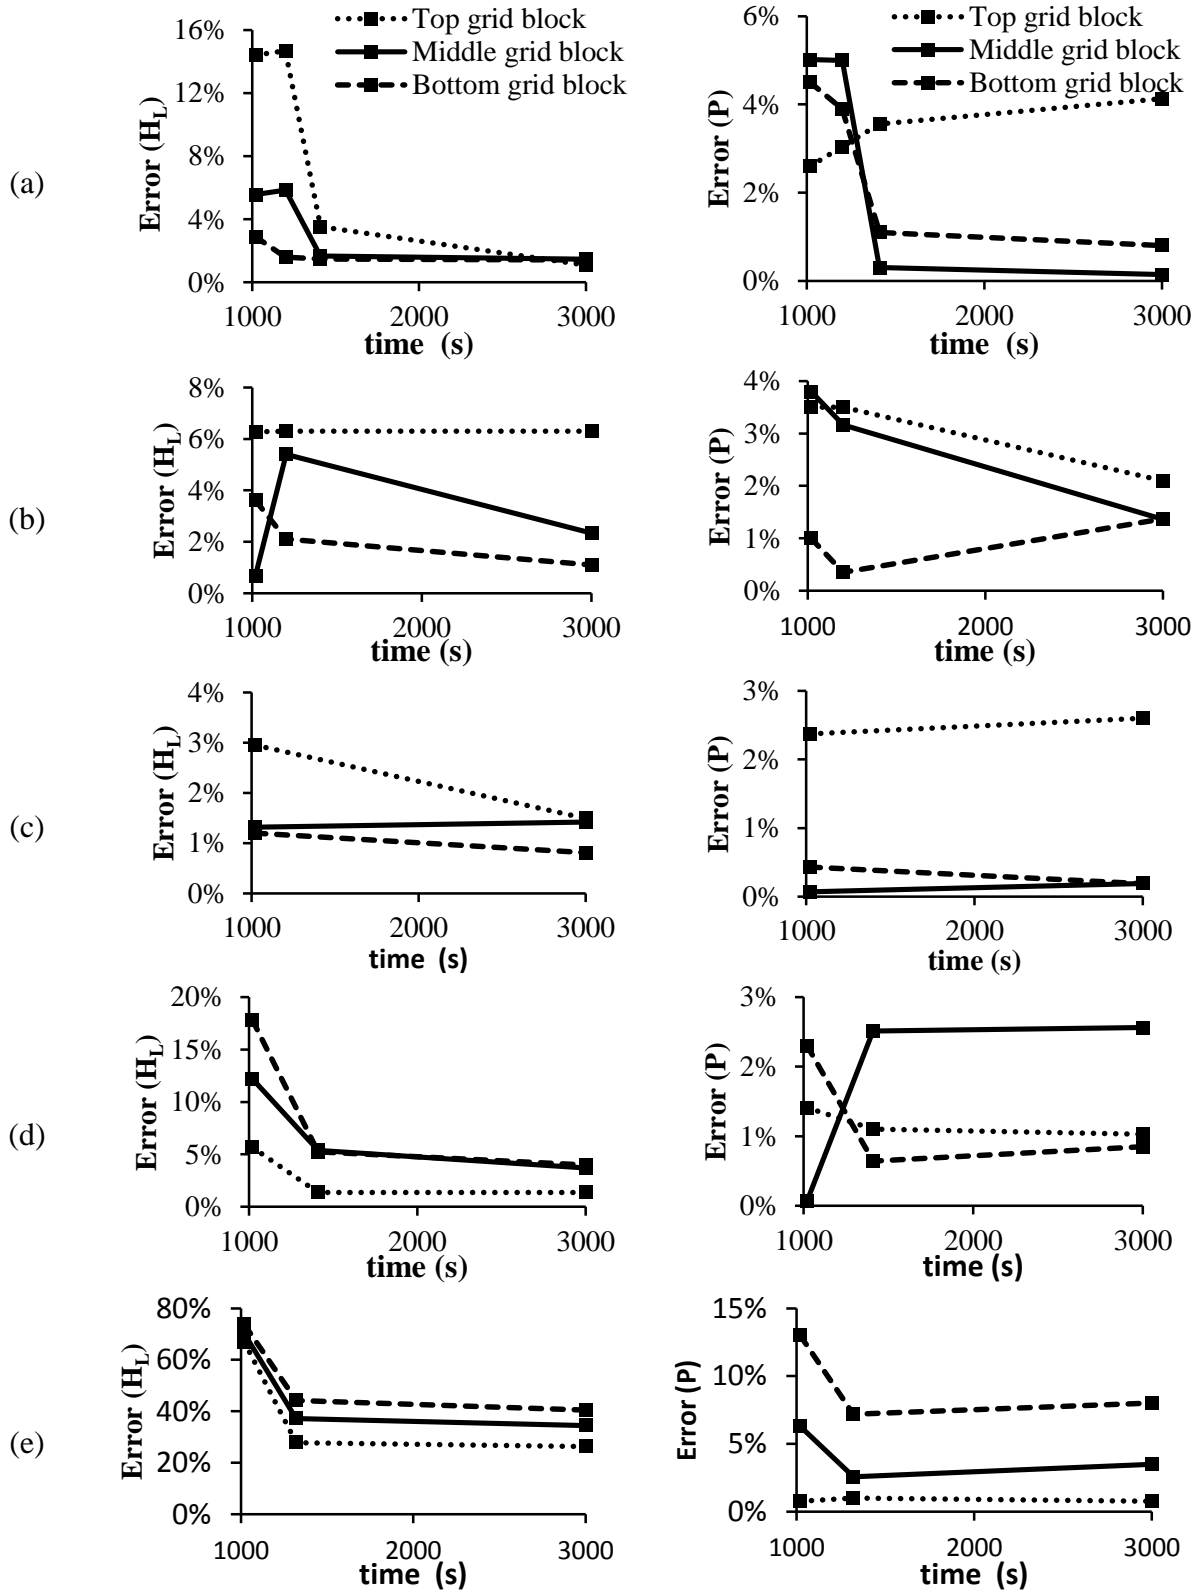 Top grid block
Middle grid block
Bottom grid block
16%
12%
8%
4%
0%
Error (H_L)
1000
2000
3000
time (s)
(a)
Top grid block
Middle grid block
Bottom grid block
6%
4%
2%
0%
Error (P)
1000
2000
3000
time (s)
(b)
8%
6%
4%
2%
0%
Error (H_L)
1000
2000
3000
time (s)
4%
3%
2%
1%
0%
Error (P)
1000
2000
3000
time (s)
(c)
4%
3%
2%
1%
0%
Error (H_L)
1000
2000
3000
time (s)
3%
2%
1%
0%
Error (P)
1000
2000
3000
time (s)
(d)
20%
15%
10%
5%
0%
Error (H_L)
1000
2000
3000
time (s)
3%
2%
1%
0%
Error (P)
1000
2000
3000
time (s)
(e)
80%
60%
40%
20%
0%
Error (H_L)
1000
2000
3000
time (s)
15%
10%
5%
0%
Error (P)
1000
2000
3000
time (s)